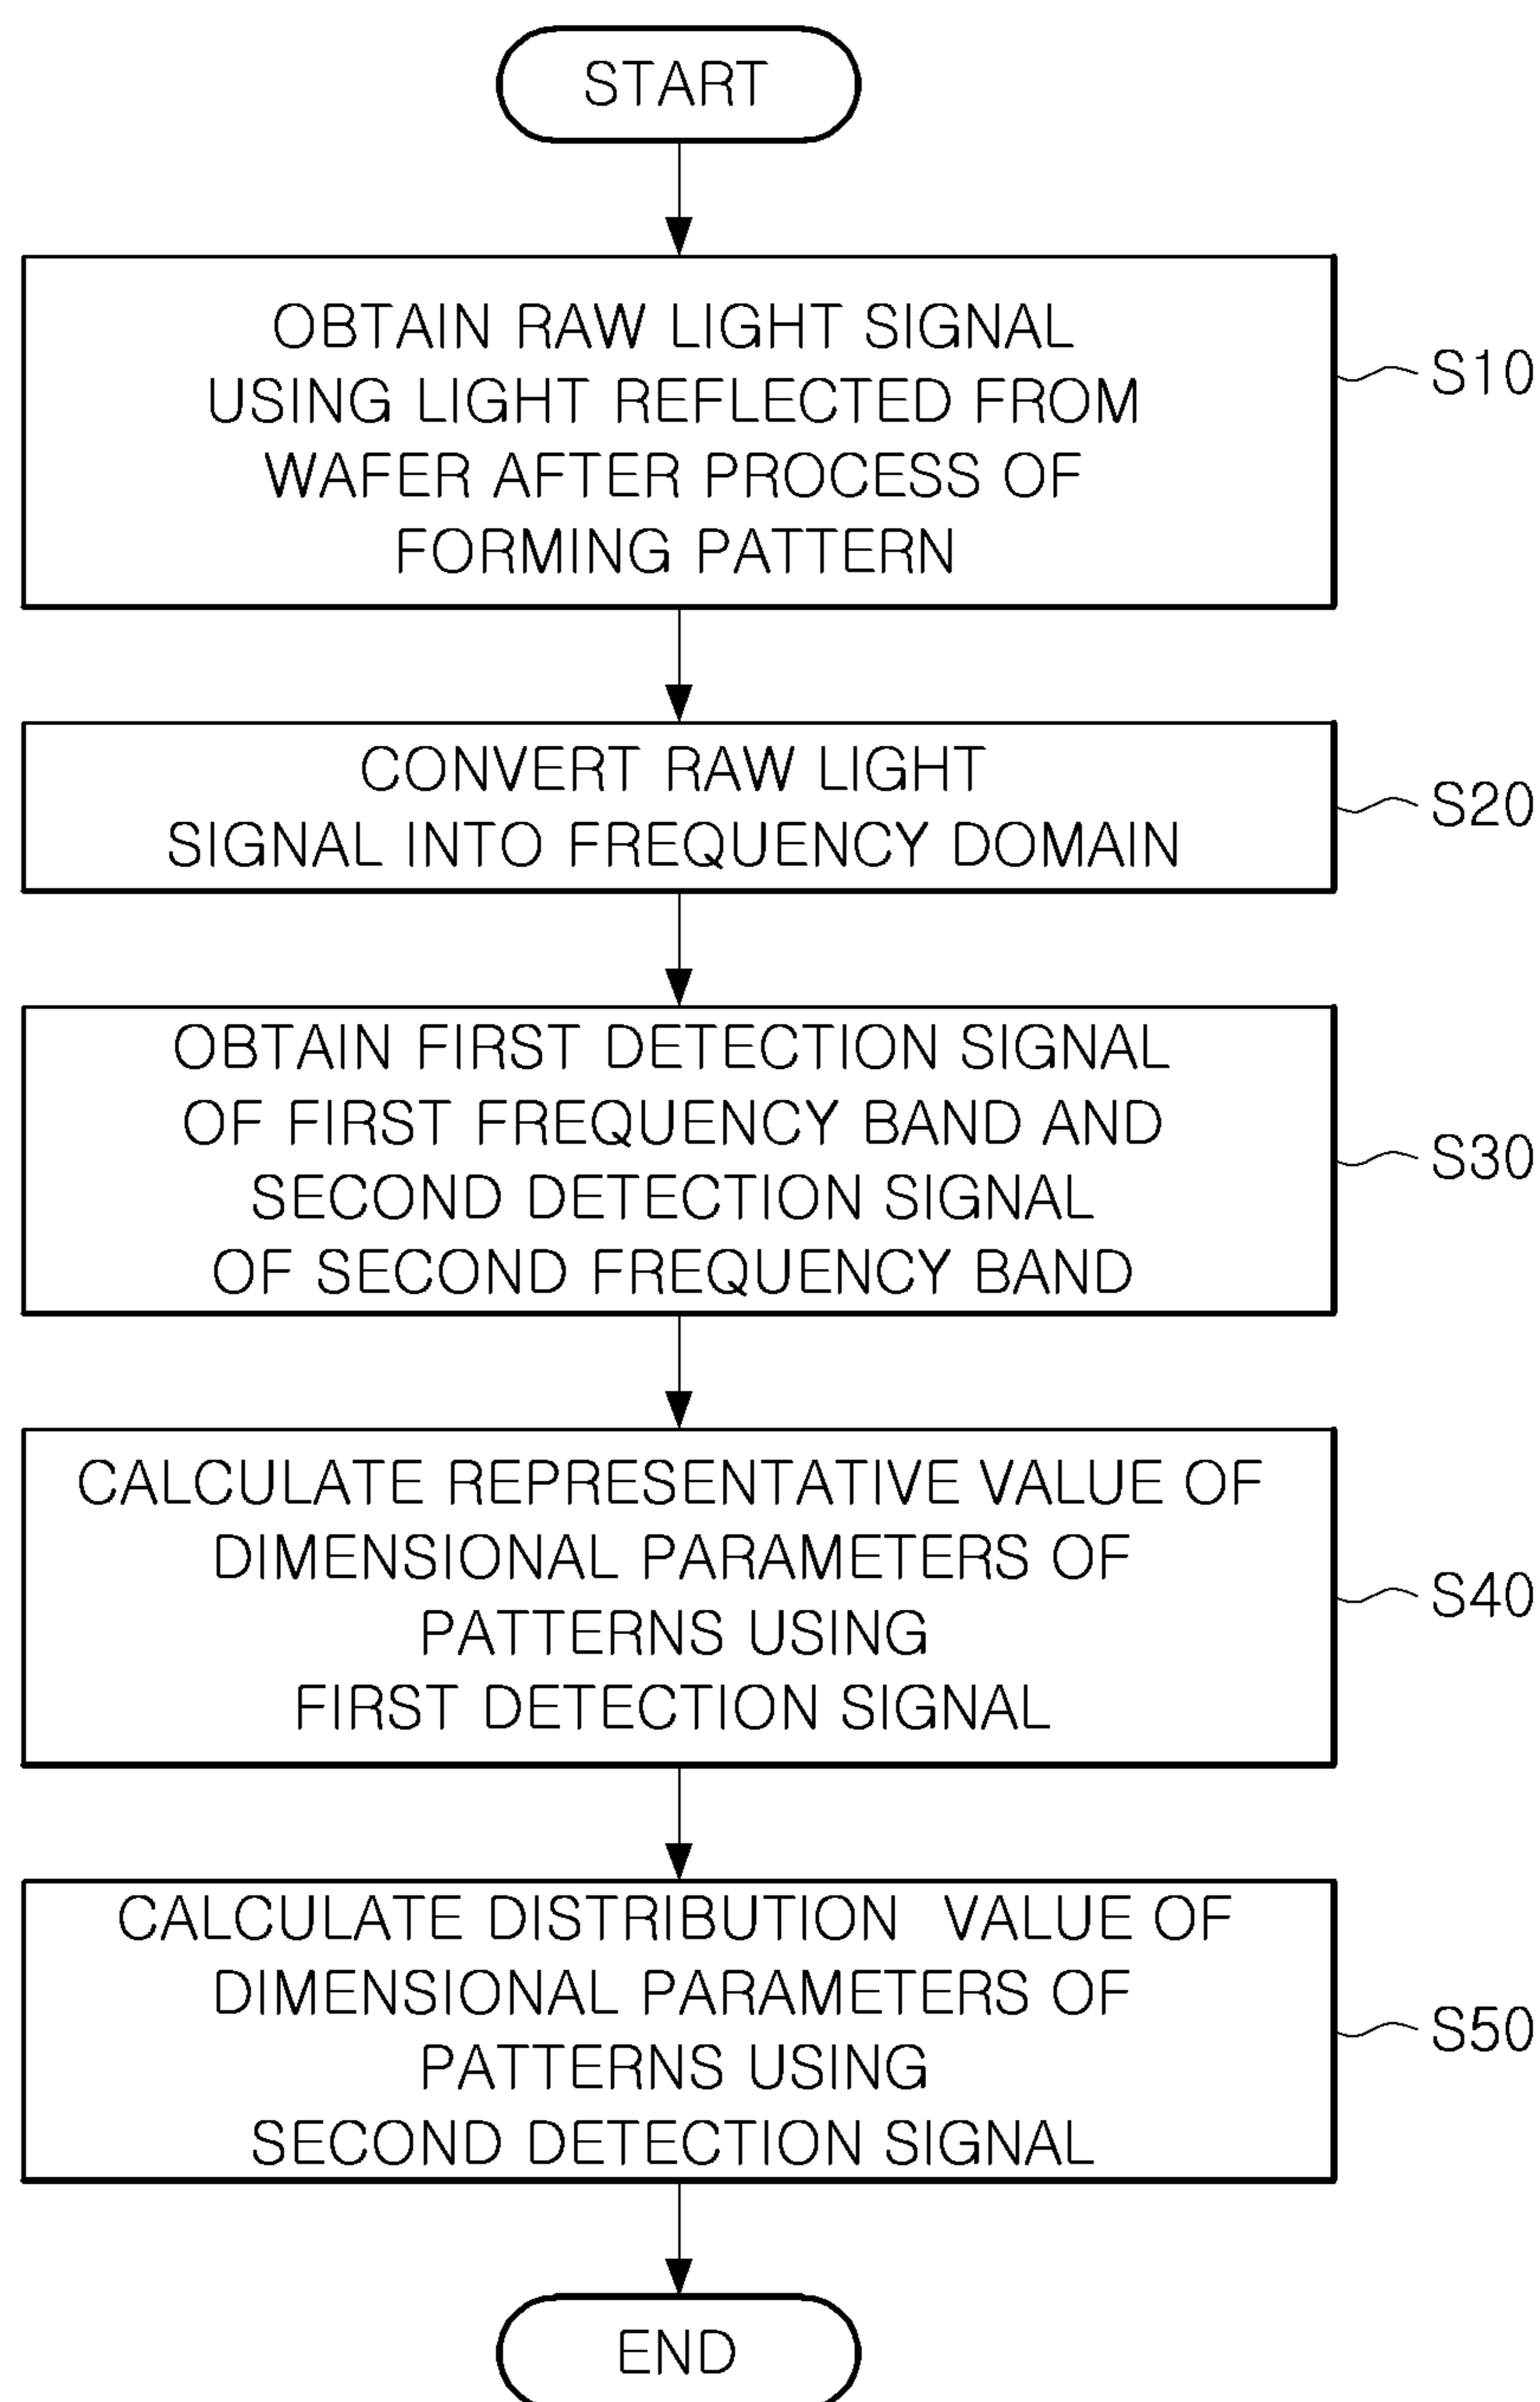 START
OBTAIN RAW LIGHT SIGNAL
USING LIGHT REFLECTED FROM
WAFER AFTER PROCESS OF
FORMING PATTERN
S10
CONVERT RAW LIGHT
SIGNAL INTO FREQUENCY DOMAIN
S20
OBTAIN FIRST DETECTION SIGNAL
OF FIRST FREQUENCY BAND AND
SECOND DETECTION SIGNAL
OF SECOND FREQUENCY BAND
S30
CALCULATE REPRESENTATIVE VALUE OF
DIMENSIONAL PARAMETERS OF
PATTERNS USING
FIRST DETECTION SIGNAL
S40
CALCULATE DISTRIBUTION VALUE OF
DIMENSIONAL PARAMETERS OF
PATTERNS USING
SECOND DETECTION SIGNAL
S50
END